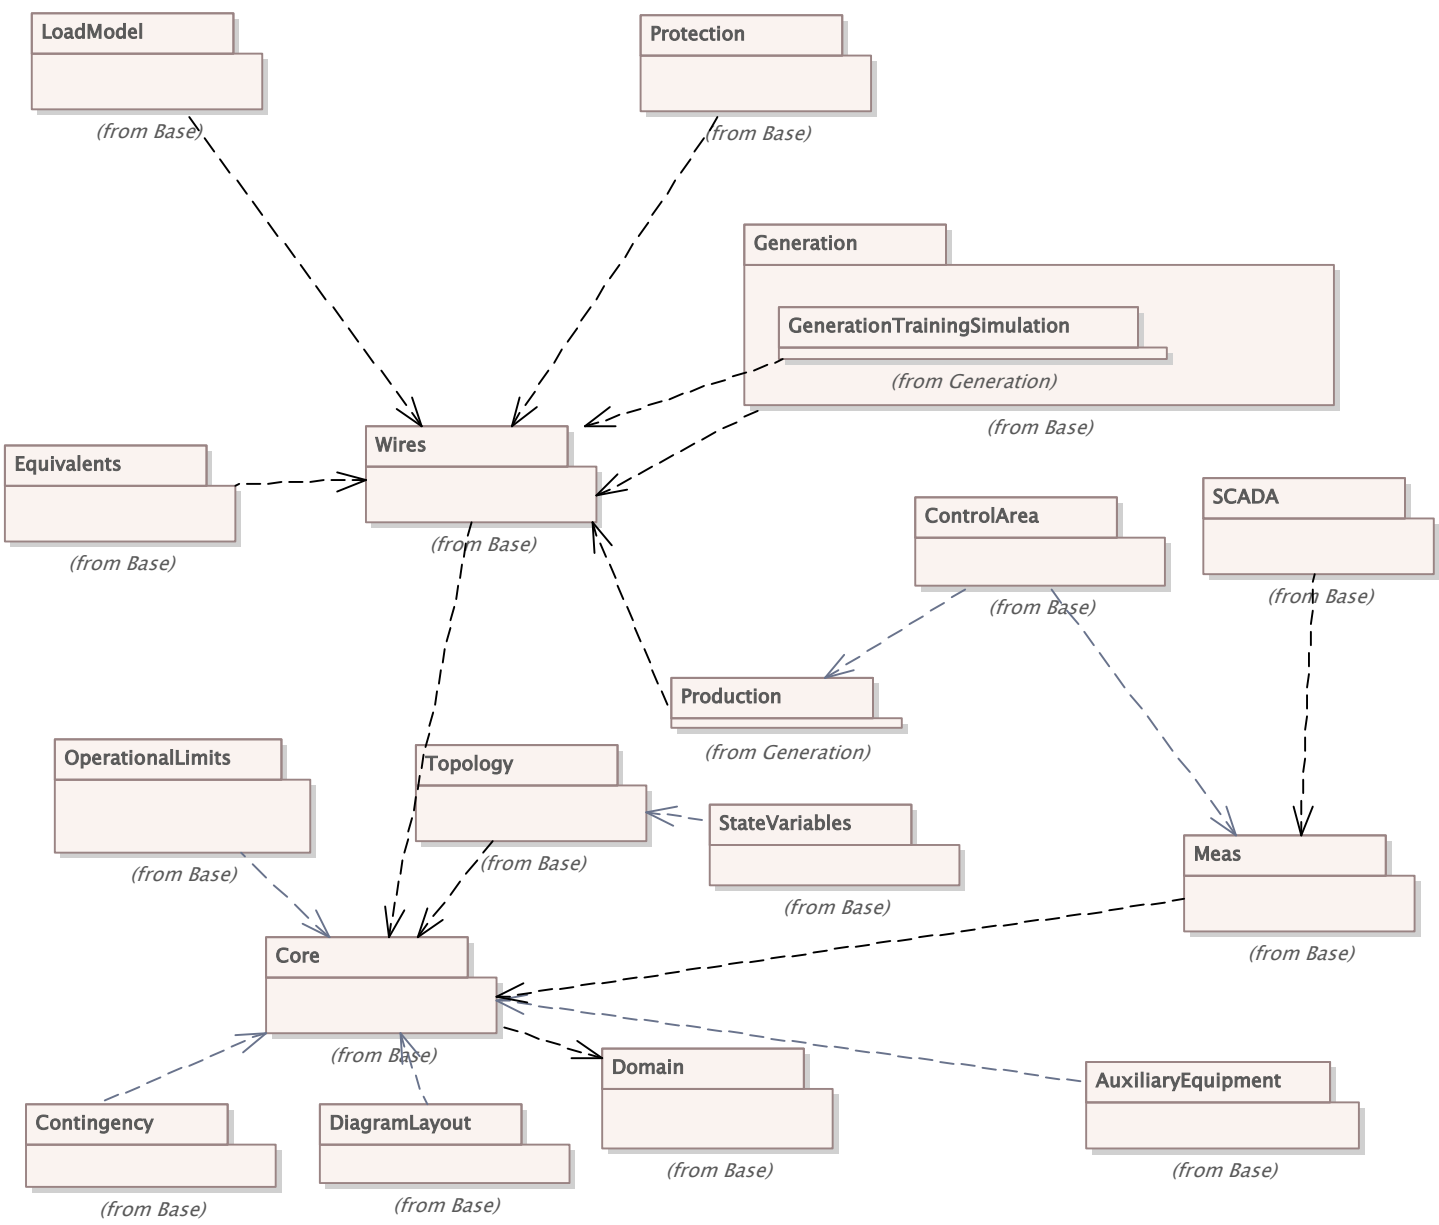 LoadModel
(from Base)
Protection
(from Base)
Generation
GenerationTrainingSimulation
(from Generation)
(from Base)
Wires
(from Base)
Equivalents
(from Base)
ControlArea
(from Base)
SCADA
(from Base)
Production
(from Generation)
OperationalLimits
(from Base)
Topology
(from Base)
StateVariables
(from Base)
Meas
(from Base)
Core
(from Base)
Domain
(from Base)
AuxiliaryEquipment
(from Base)
Contingency
(from Base)
DiagramLayout
(from Base)